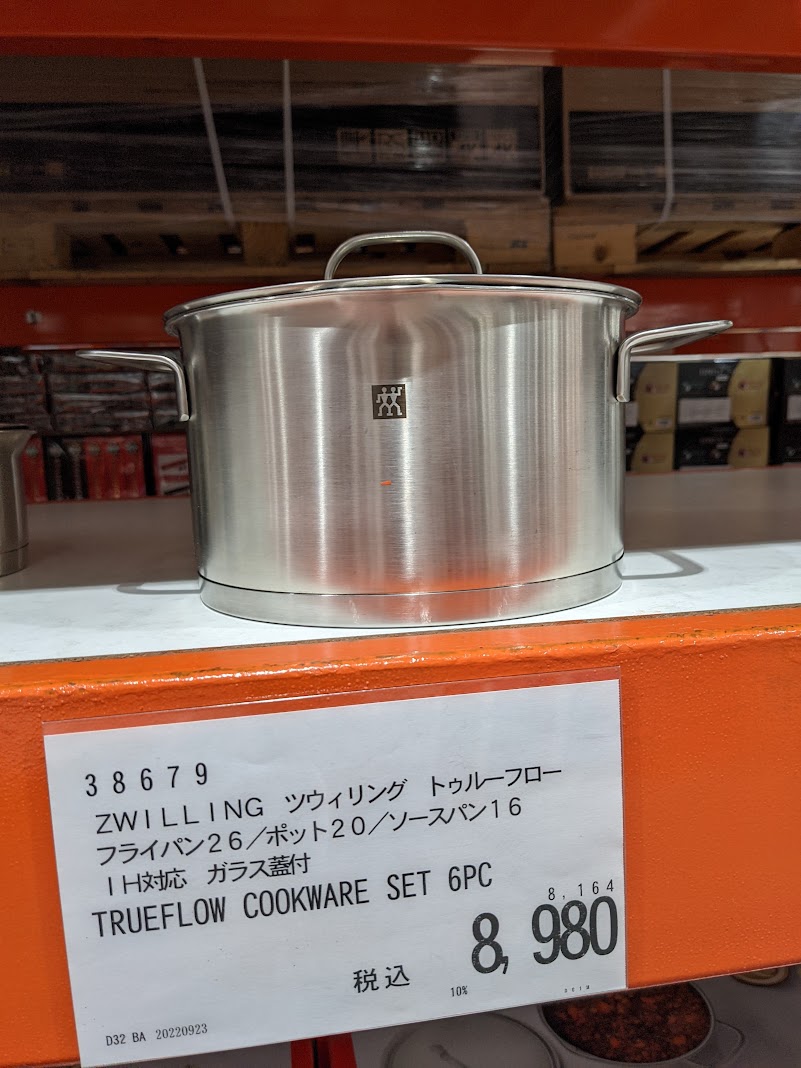 38679
ZWILLING ツウィリング トゥルーフロー
フライパン26/ポット20/ソースパン16
IH対応 ガラス蓋付
TRUEFLOW COOKWARE SET 6PC
8,164
税込 8,980
10%
D32 BA 20220923